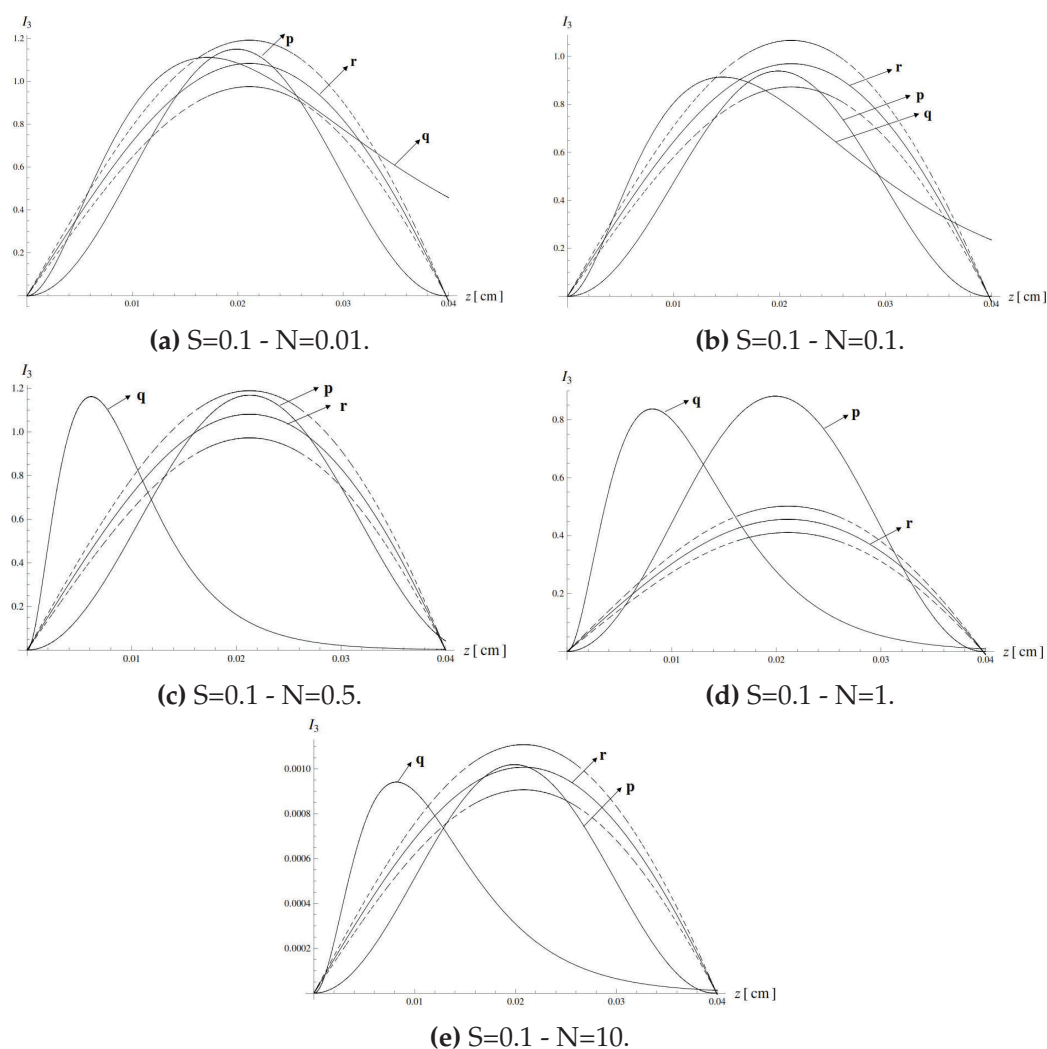 I3
1.2
1.0
0.8
0.6
0.4
0.2
p
r
q
0.01
0.02
0.03
0.04
z [ cm ]
(a) S=0.1 - N=0.01.
I3
1.0
0.8
0.6
0.4
0.2
r
p
q
0.01
0.02
0.03
0.04
z [ cm ]
(b) S=0.1 - N=0.1.
I3
1.2
1.0
0.8
0.6
0.4
0.2
q
p
r
0.01
0.02
0.03
0.04
z [ cm ]
(c) S=0.1 - N=0.5.
I3
0.8
0.6
0.4
0.2
q
p
r
0.01
0.02
0.03
0.04
z [ cm ]
(d) S=0.1 - N=1.
I3
0.0010
0.0008
0.0006
0.0004
0.0002
q
r
p
0.01
0.02
0.03
0.04
z [ cm ]
(e) S=0.1 - N=10.